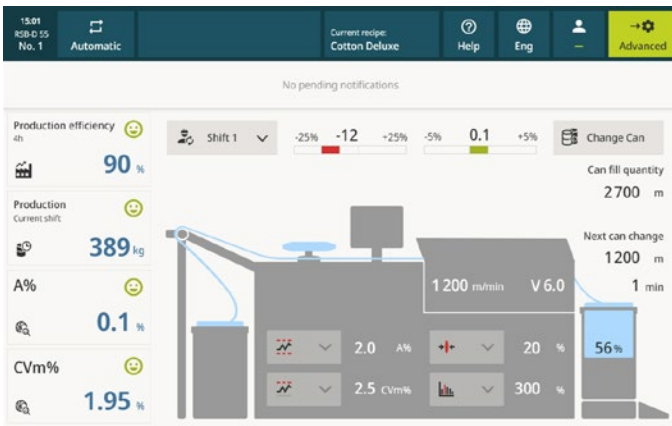 15:01
RSB-D 55
No. 1
Automatic
Current recipe:
Cotton Deluxe
Help
Eng
–
Advanced
No pending notifications
Production efficiency
4h
90 %
Production
Current shift
389 kg
A%
0.1 %
CVm%
1.95 %
Shift 1
-25% -12 +25%
-5% 0.1 +5%
Change Can
Can fill quantity
2700 m
Next can change
1200 m
1 min
1200 m/min V 6.0
2.0 A%
20 %
2.5 CVm%
300 %
56%